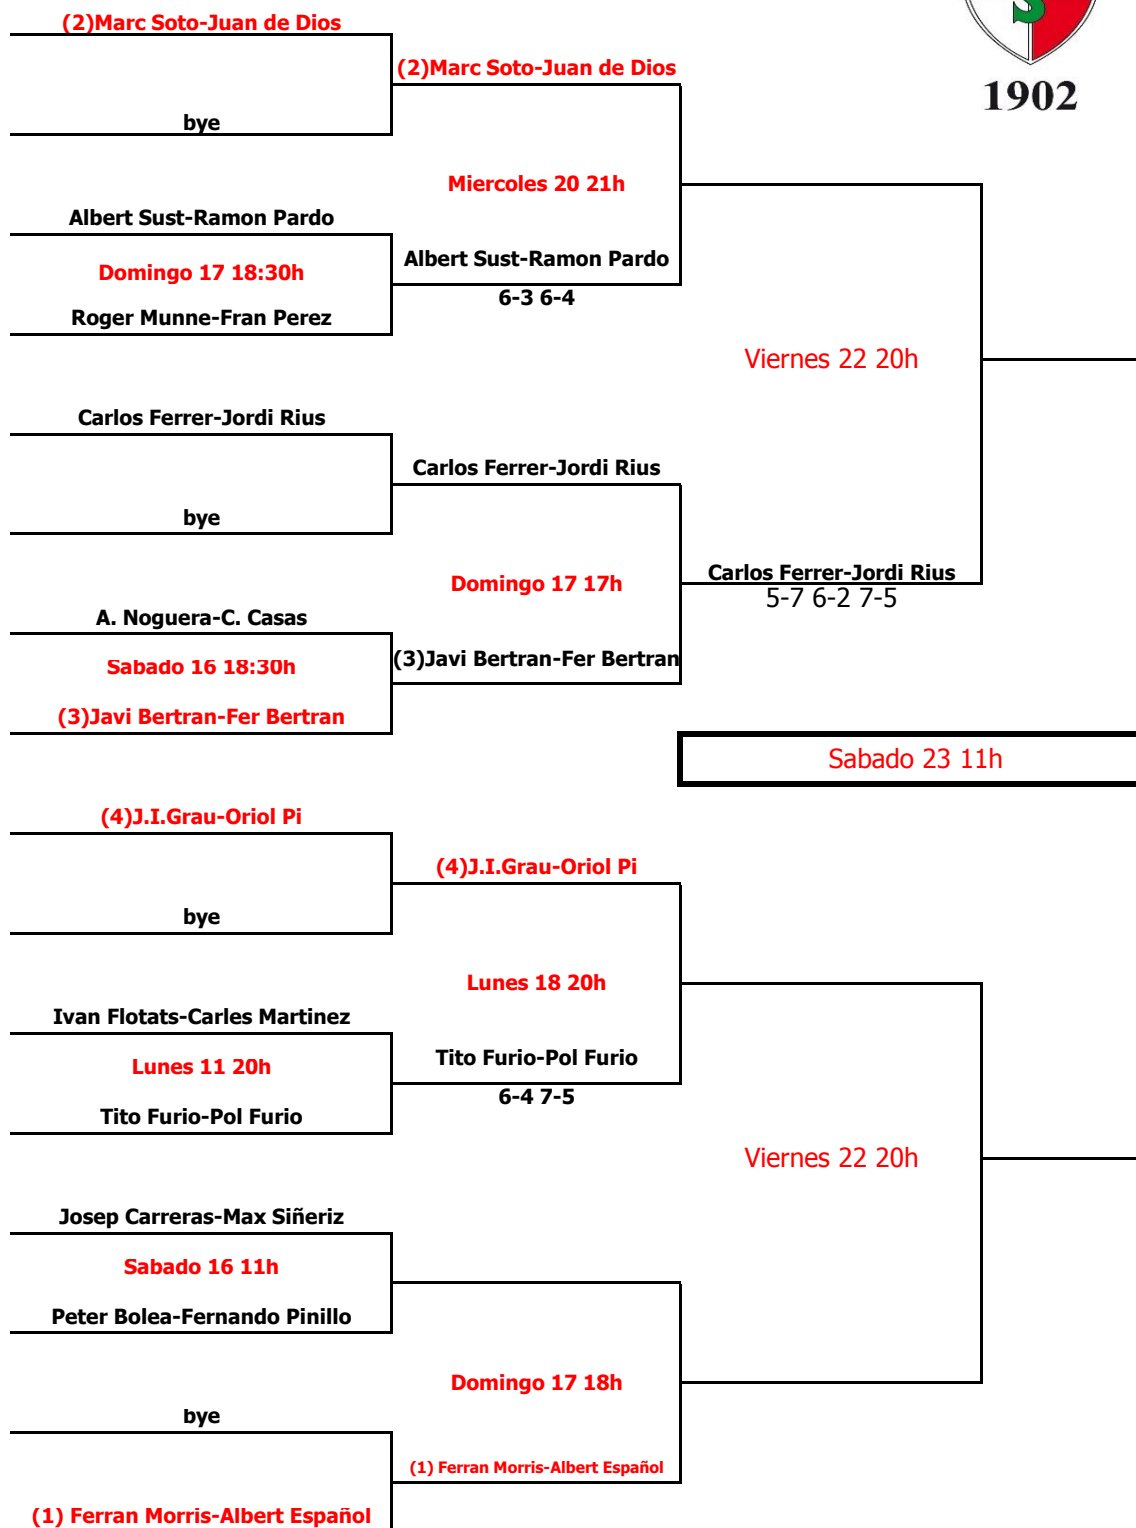 (2)Marc Soto-Juan de Dios
(2)Marc Soto-Juan de Dios
S
1902
bye
Miercoles 20 21h
Albert Sust-Ramon Pardo
Albert Sust-Ramon Pardo
Domingo 17 18:30h
6-3 6-4
Roger Munne-Fran Perez
Viernes 22 20h
Carlos Ferrer-Jordi Rius
Carlos Ferrer-Jordi Rius
bye
Domingo 17 17h
Carlos Ferrer-Jordi Rius
5-7 6-2 7-5
A. Noguera-C. Casas
Sabado 16 18:30h
(3)Javi Bertran-Fer Bertran
(3)Javi Bertran-Fer Bertran
Sabado 23 11h
(4)J.I.Grau-Oriol Pi
(4)J.I.Grau-Oriol Pi
bye
Lunes 18 20h
Ivan Flotats-Carles Martinez
Tito Furio-Pol Furio
Lunes 11 20h
6-4 7-5
Tito Furio-Pol Furio
Viernes 22 20h
Josep Carreras-Max Siñeriz
Sabado 16 11h
Peter Bolea-Fernando Pinillo
Domingo 17 18h
bye
(1) Ferran Morris-Albert Español
(1) Ferran Morris-Albert Español